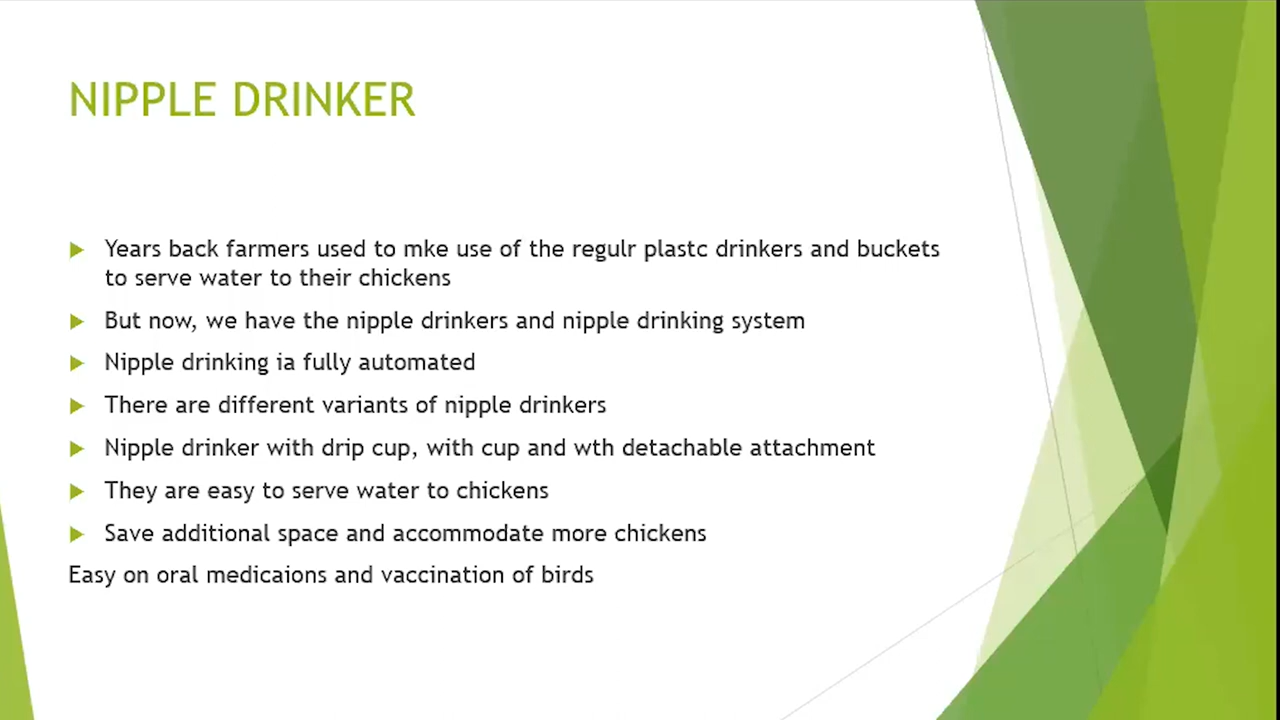 NIPPLE DRINKER
Years back farmers used to mke use of the regulr plastc drinkers and buckets
to serve water to their chickens
But now, we have the nipple drinkers and nipple drinking system
Nipple drinking ia fully automated
There are different variants of nipple drinkers
Nipple drinker with drip cup, with cup and wth detachable attachment
They are easy to serve water to chickens
Save additional space and accommodate more chickens
Easy on oral medicaions and vaccination of birds